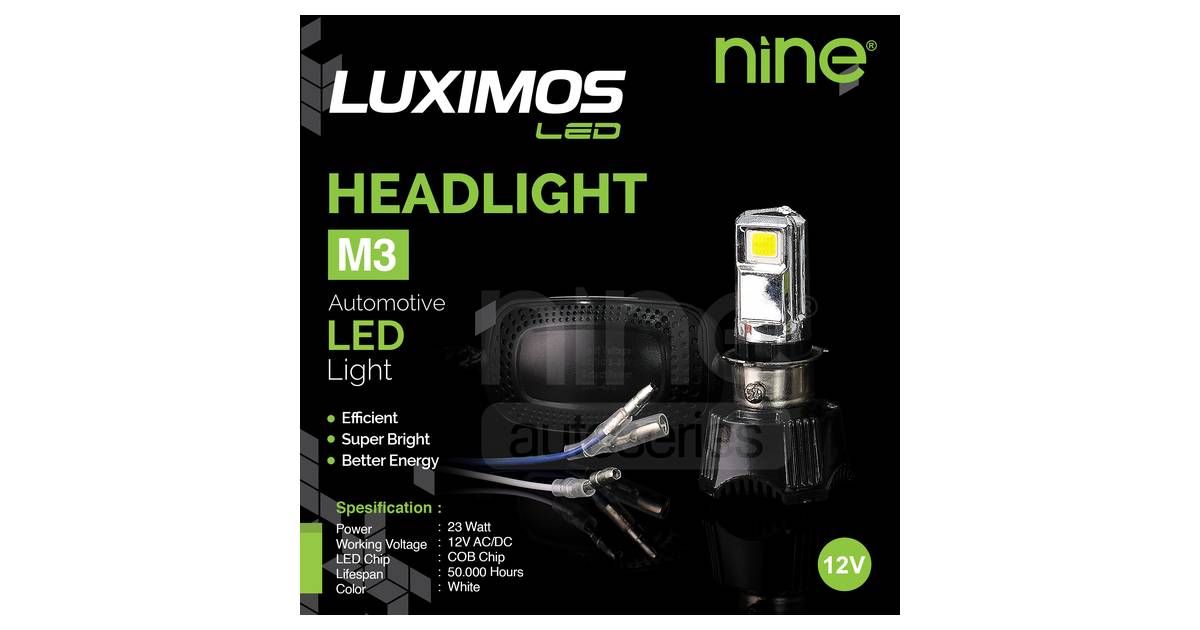 nine®
LUXIMOS
LED
HEADLIGHT
M3
Automotive
LED
Light
nine®
autoseries
• Efficient
• Super Bright
• Better Energy
Spesification :
Power : 23 Watt
Working Voltage : 12V AC/DC
LED Chip : COB Chip
Lifespan : 50.000 Hours
Color : White
12V